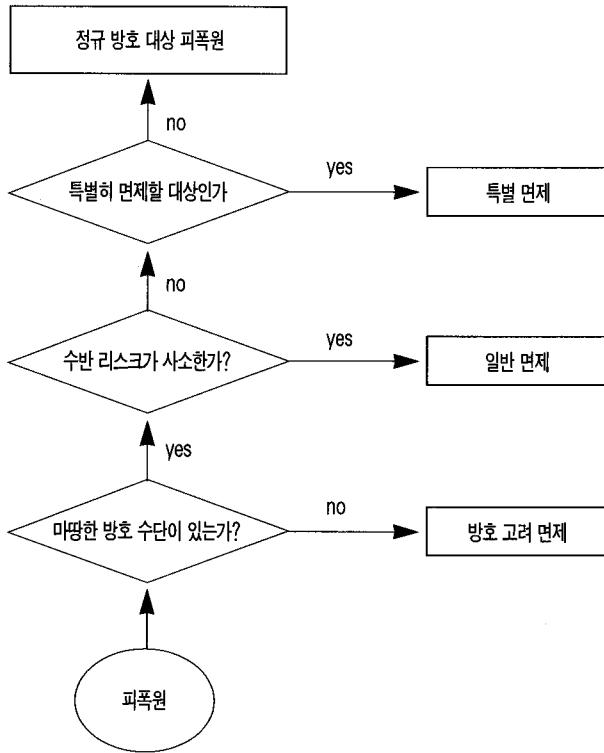 정규 방호 대상 피폭원
no
특별히 면제할 대상인가
yes
특별 면제
no
수반 리스크가 사소한가?
yes
일반 면제
yes
마땅한 방호 수단이 있는가?
no
방호 고려 면제
피폭원